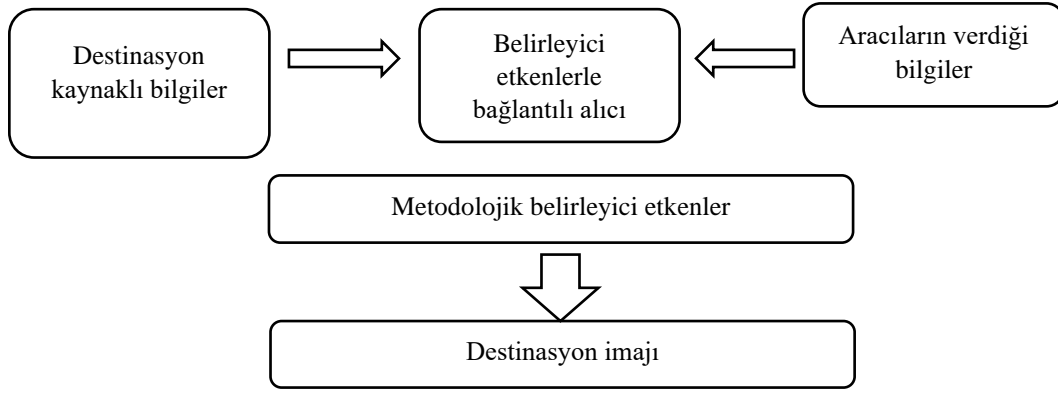 Destinasyon
kaynaklı bilgiler
Belirleyici
etkenlerle
bağlantılı alıcı
Aracıların verdiği
bilgiler
Metodolojik belirleyici etkenler
Destinasyon imajı